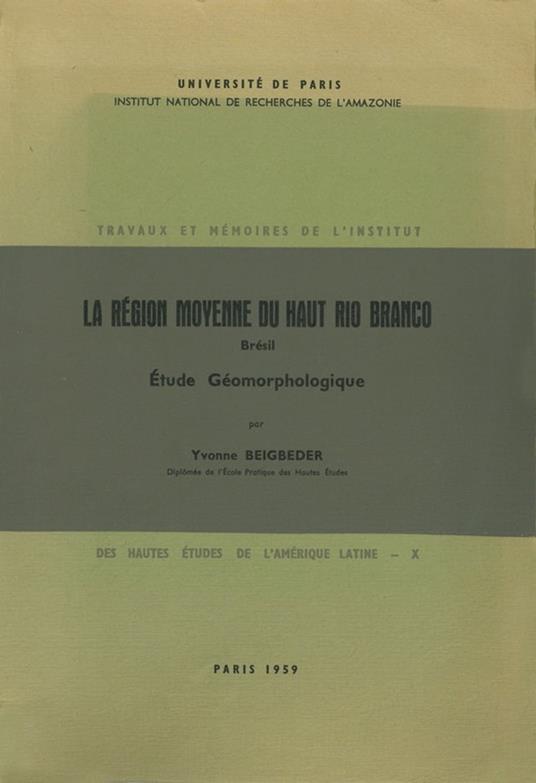 UNIVERSITÉ DE PARIS
INSTITUT NATIONAL DE RECHERCHES DE L'AMAZONIE
TRAVAUX ET MÉMOIRES DE L'INSTITUT
LA RÉGION MOYENNE DU HAUT RIO BRANCO
Brésil
Étude Géomorphologique
par
Yvonne BEIGBEDER
Diplômée de l'École Pratique des Hautes Études
DES HAUTES ÉTUDES DE L'AMÉRIQUE LATINE – X
PARIS 1959